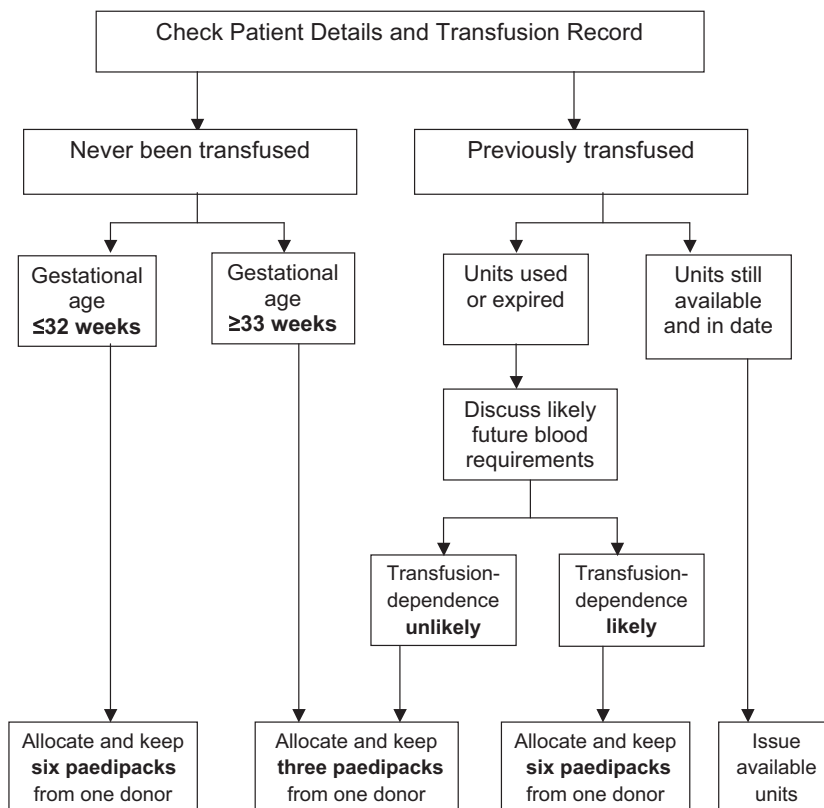 Check Patient Details and Transfusion Record
Never been transfused
Previously transfused
Gestational
age
≤32 weeks
Gestational
age
≥33 weeks
Units used
or expired
Units still
available
and in date
Discuss likely
future blood
requirements
Transfusion-
dependence
unlikely
Transfusion-
dependence
likely
Allocate and keep
six paedipacks
from one donor
Allocate and keep
three paedipacks
from one donor
Allocate and keep
six paedipacks
from one donor
Issue
available
units